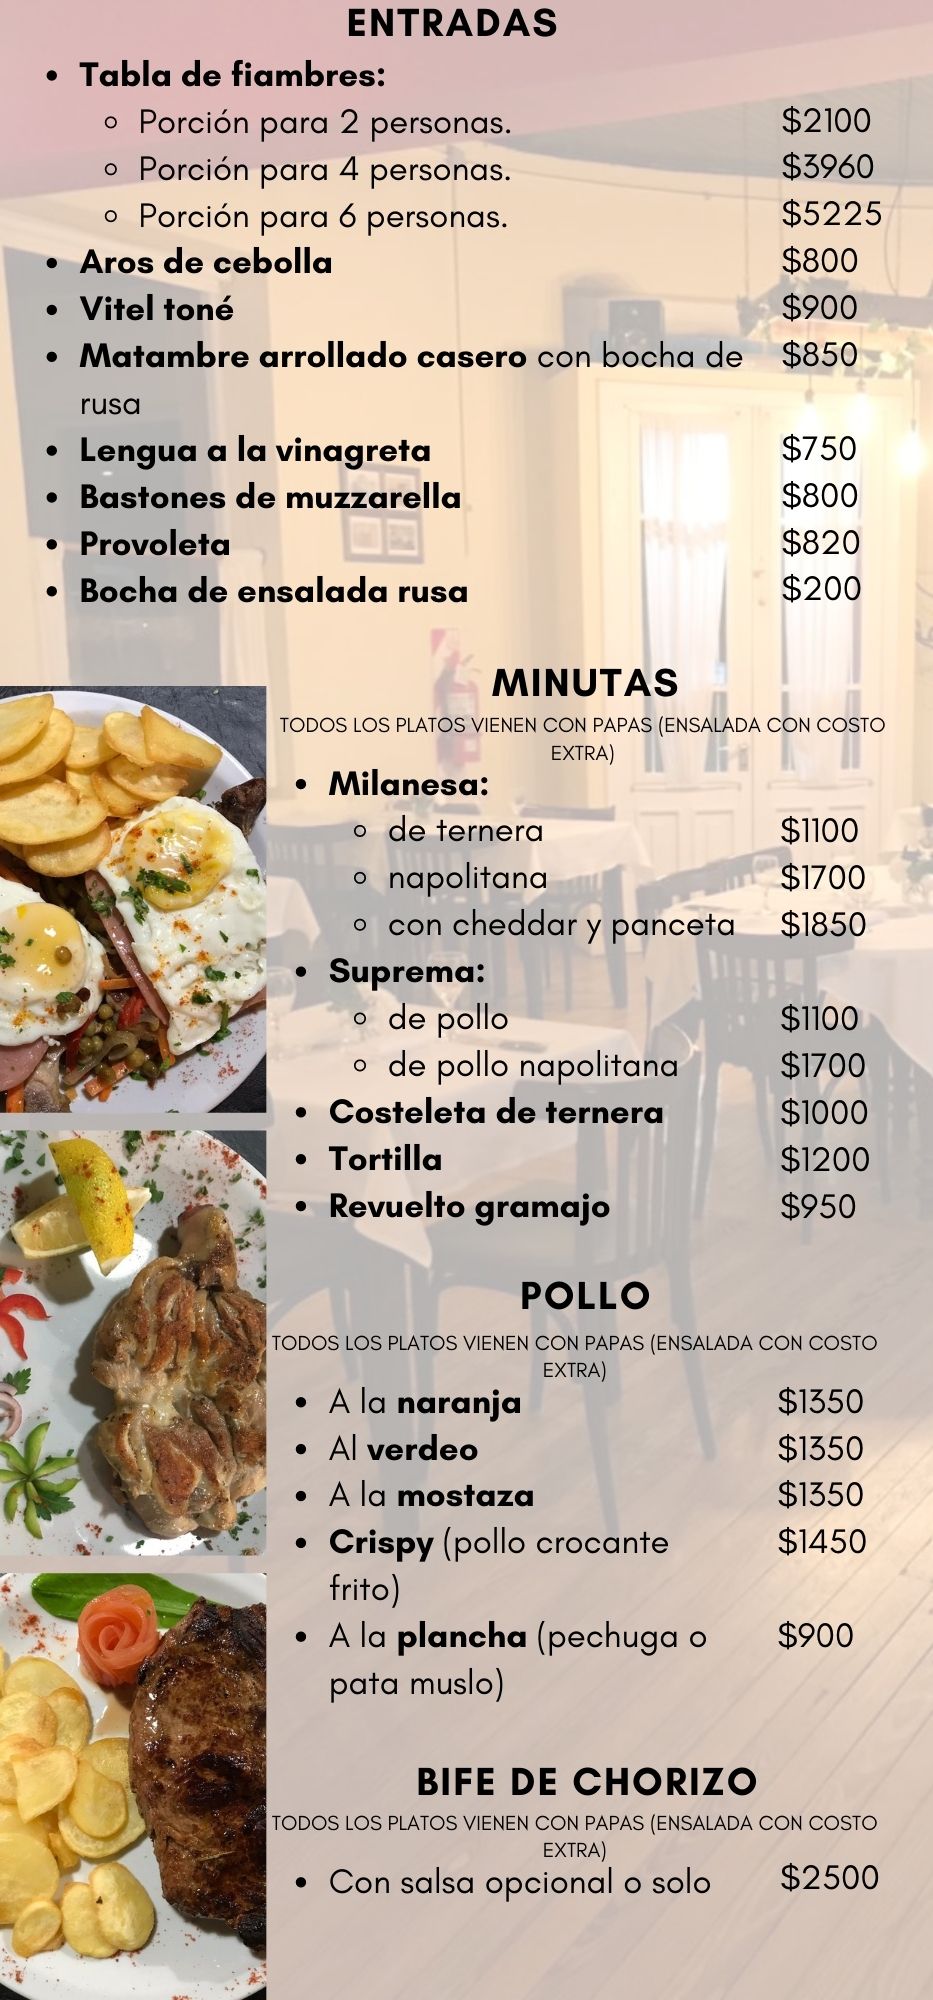 ENTRADAS
• Tabla de fiambres:
◦ Porción para 2 personas. $2100
◦ Porción para 4 personas. $3960
◦ Porción para 6 personas. $5225
• Aros de cebolla $800
• Vitel toné $900
• Matambre arrollado casero con bocha de $850
rusa
• Lengua a la vinagreta $750
• Bastones de muzzarella $800
• Provoleta $820
• Bocha de ensalada rusa $200
MINUTAS
TODOS LOS PLATOS VIENEN CON PAPAS (ENSALADA CON COSTO
EXTRA)
• Milanesa:
◦ de ternera $1100
◦ napolitana $1700
◦ con cheddar y panceta $1850
• Suprema:
◦ de pollo $1100
◦ de pollo napolitana $1700
• Costeleta de ternera $1000
• Tortilla $1200
• Revuelto gramajo $950
POLLO
TODOS LOS PLATOS VIENEN CON PAPAS (ENSALADA CON COSTO
EXTRA)
• A la naranja $1350
• Al verdeo $1350
• A la mostaza $1350
• Crispy (pollo crocante $1450
frito)
• A la plancha (pechuga o $900
pata muslo)
BIFE DE CHORIZO
TODOS LOS PLATOS VIENEN CON PAPAS (ENSALADA CON COSTO
EXTRA)
• Con salsa opcional o solo $2500